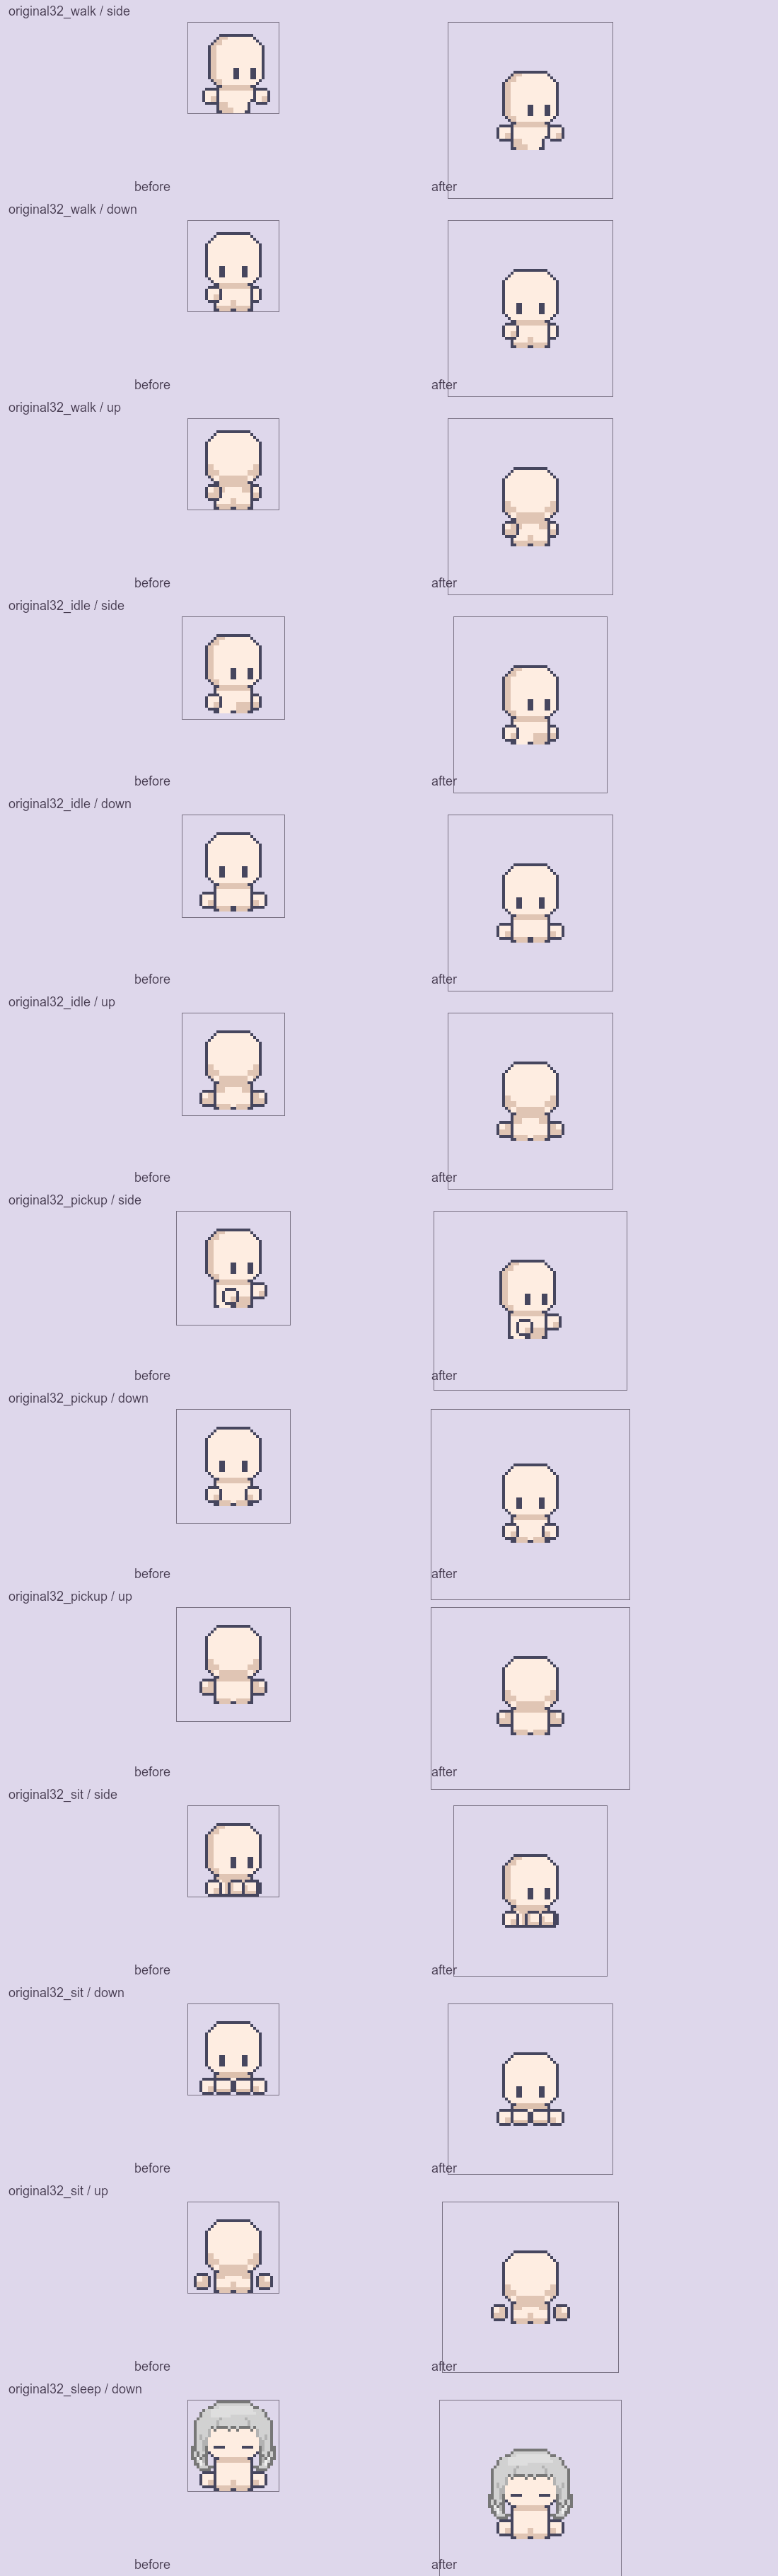 original32_walk / side
before after
original32_walk / down
before after
original32_walk / up
before after
original32_idle / side
before after
original32_idle / down
before after
original32_idle / up
before after
original32_pickup / side
before after
original32_pickup / down
before after
original32_pickup / up
before after
original32_sit / side
before after
original32_sit / down
before after
original32_sit / up
before after
original32_sleep / down
before after